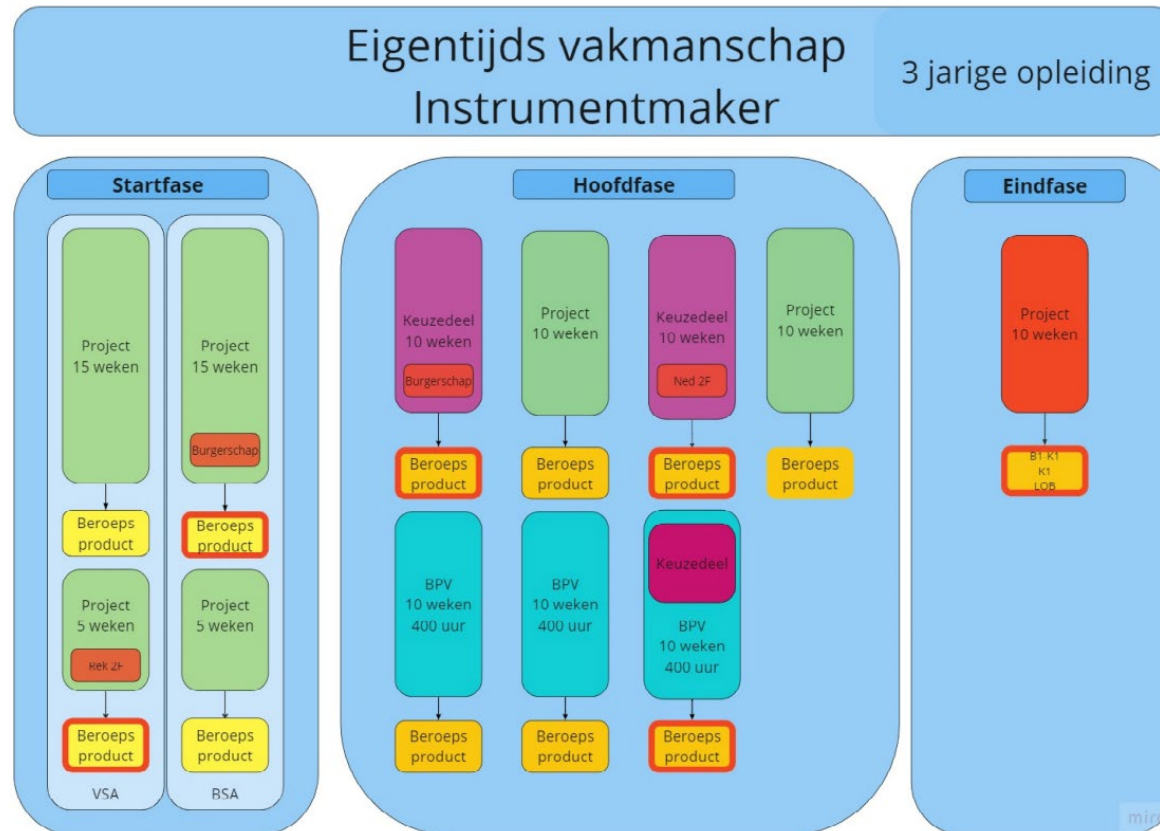 Eigentijds vakmanschap
Instrumentmaker
3 jarige opleiding
Startfase
Project
15 weken
Beroeps
product
Project
5 weken
Rek 2F
Beroeps
product
VSA
Project
15 weken
Burgerschap
Beroeps
product
Project
5 weken
Beroeps
product
BSA
Hoofdfase
Keuzedeel
10 weken
Burgerschap
Beroeps
product
Project
10 weken
Beroeps
product
Keuzedeel
10 weken
Ned 2F
Beroeps
product
Project
10 weken
Beroeps
product
BPV
10 weken
400 uur
Beroeps
product
BPV
10 weken
400 uur
Beroeps
product
Keuzedeel
BPV
10 weken
400 uur
Beroeps
product
Eindfase
Project
10 weken
B1 K1
K1
LOB